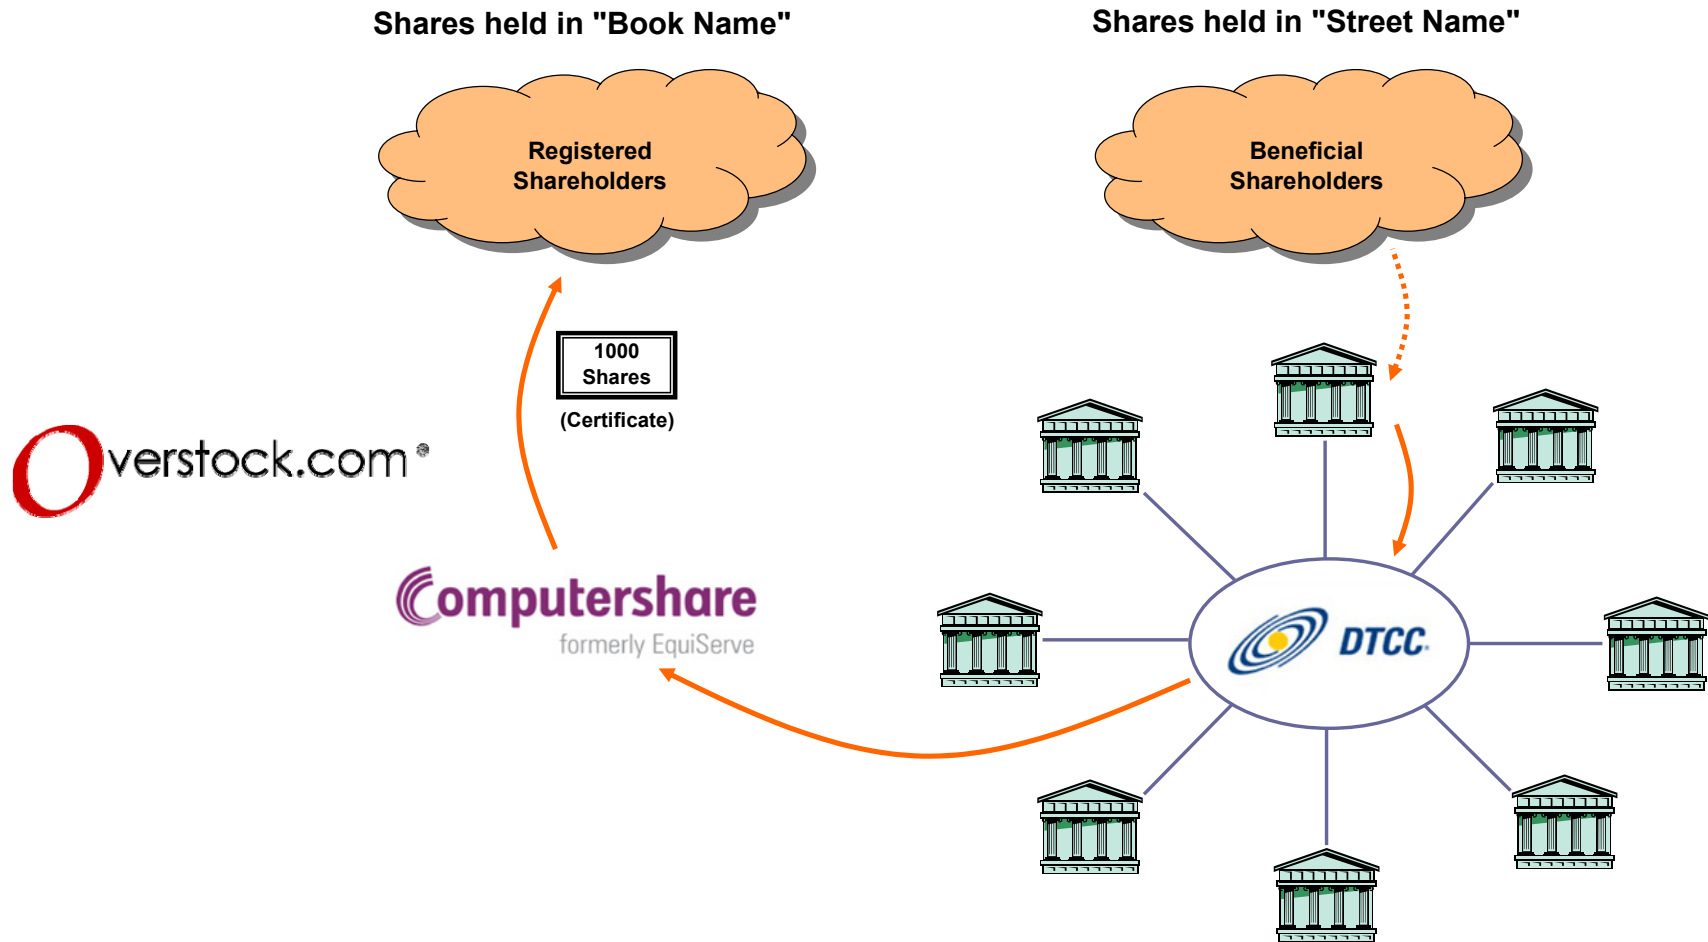 Shares held in "Book Name"
Shares held in "Street Name"
Registered
Shareholders
Beneficial
Shareholders
1000
Shares
(Certificate)
Overstock.com
Computershare
formerly EquiServe
DTCC